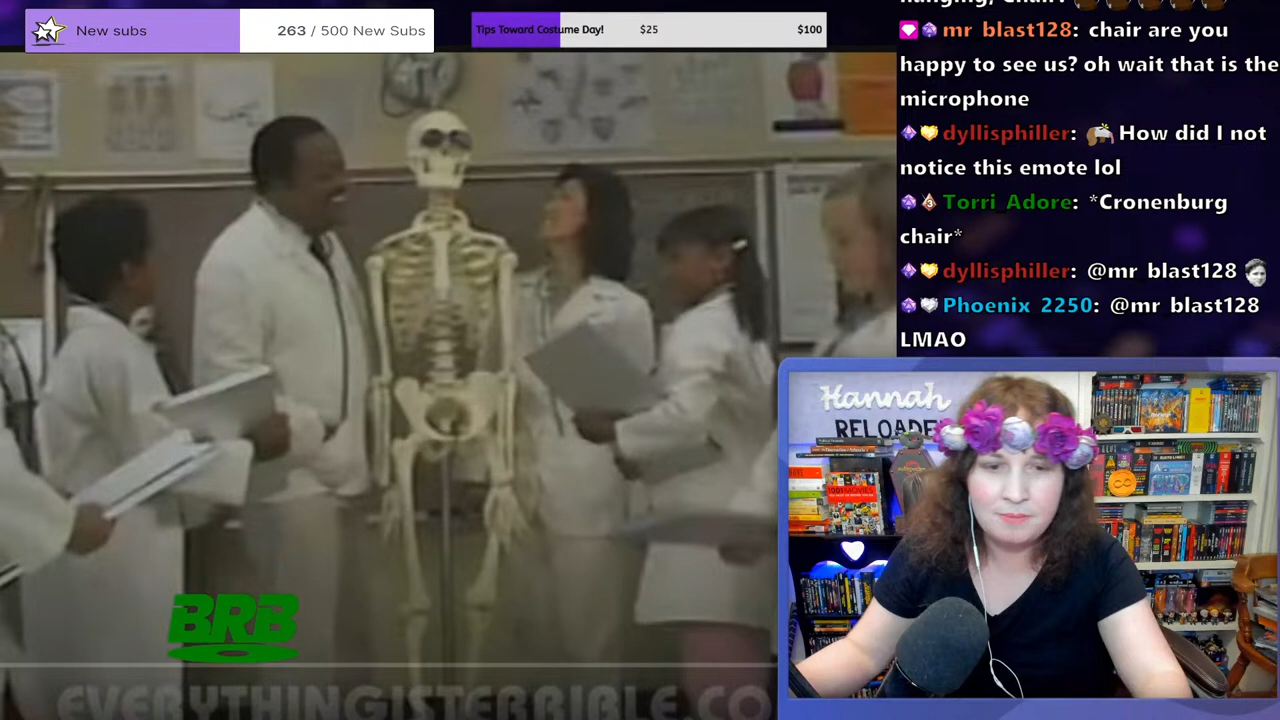 New subs
263 / 500 New Subs
Tips Toward Costume Day!
$25
$100
mr blast128: chair are you
happy to see us? oh wait that is the
microphone
dyllisphiller: How did I not
notice this emote lol
Torri Adore: *Cronenburg
chair*
dyllisphiller: @mr blast128
Phoenix 2250: @mr blast128
LMAO
Hannah
RELOADE
BRB
EVERYTHINGISTERRIBLE.CO